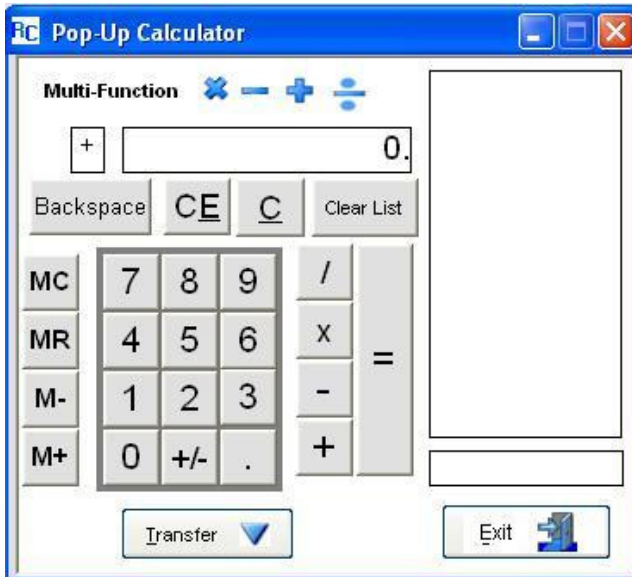 RC Pop-Up Calculator
Multi-Function
+ 0.
Backspace CE C Clear List
MC 7 8 9 /
MR 4 5 6 x
M- 1 2 3 - =
M+ 0 +/- . +
Transfer Exit